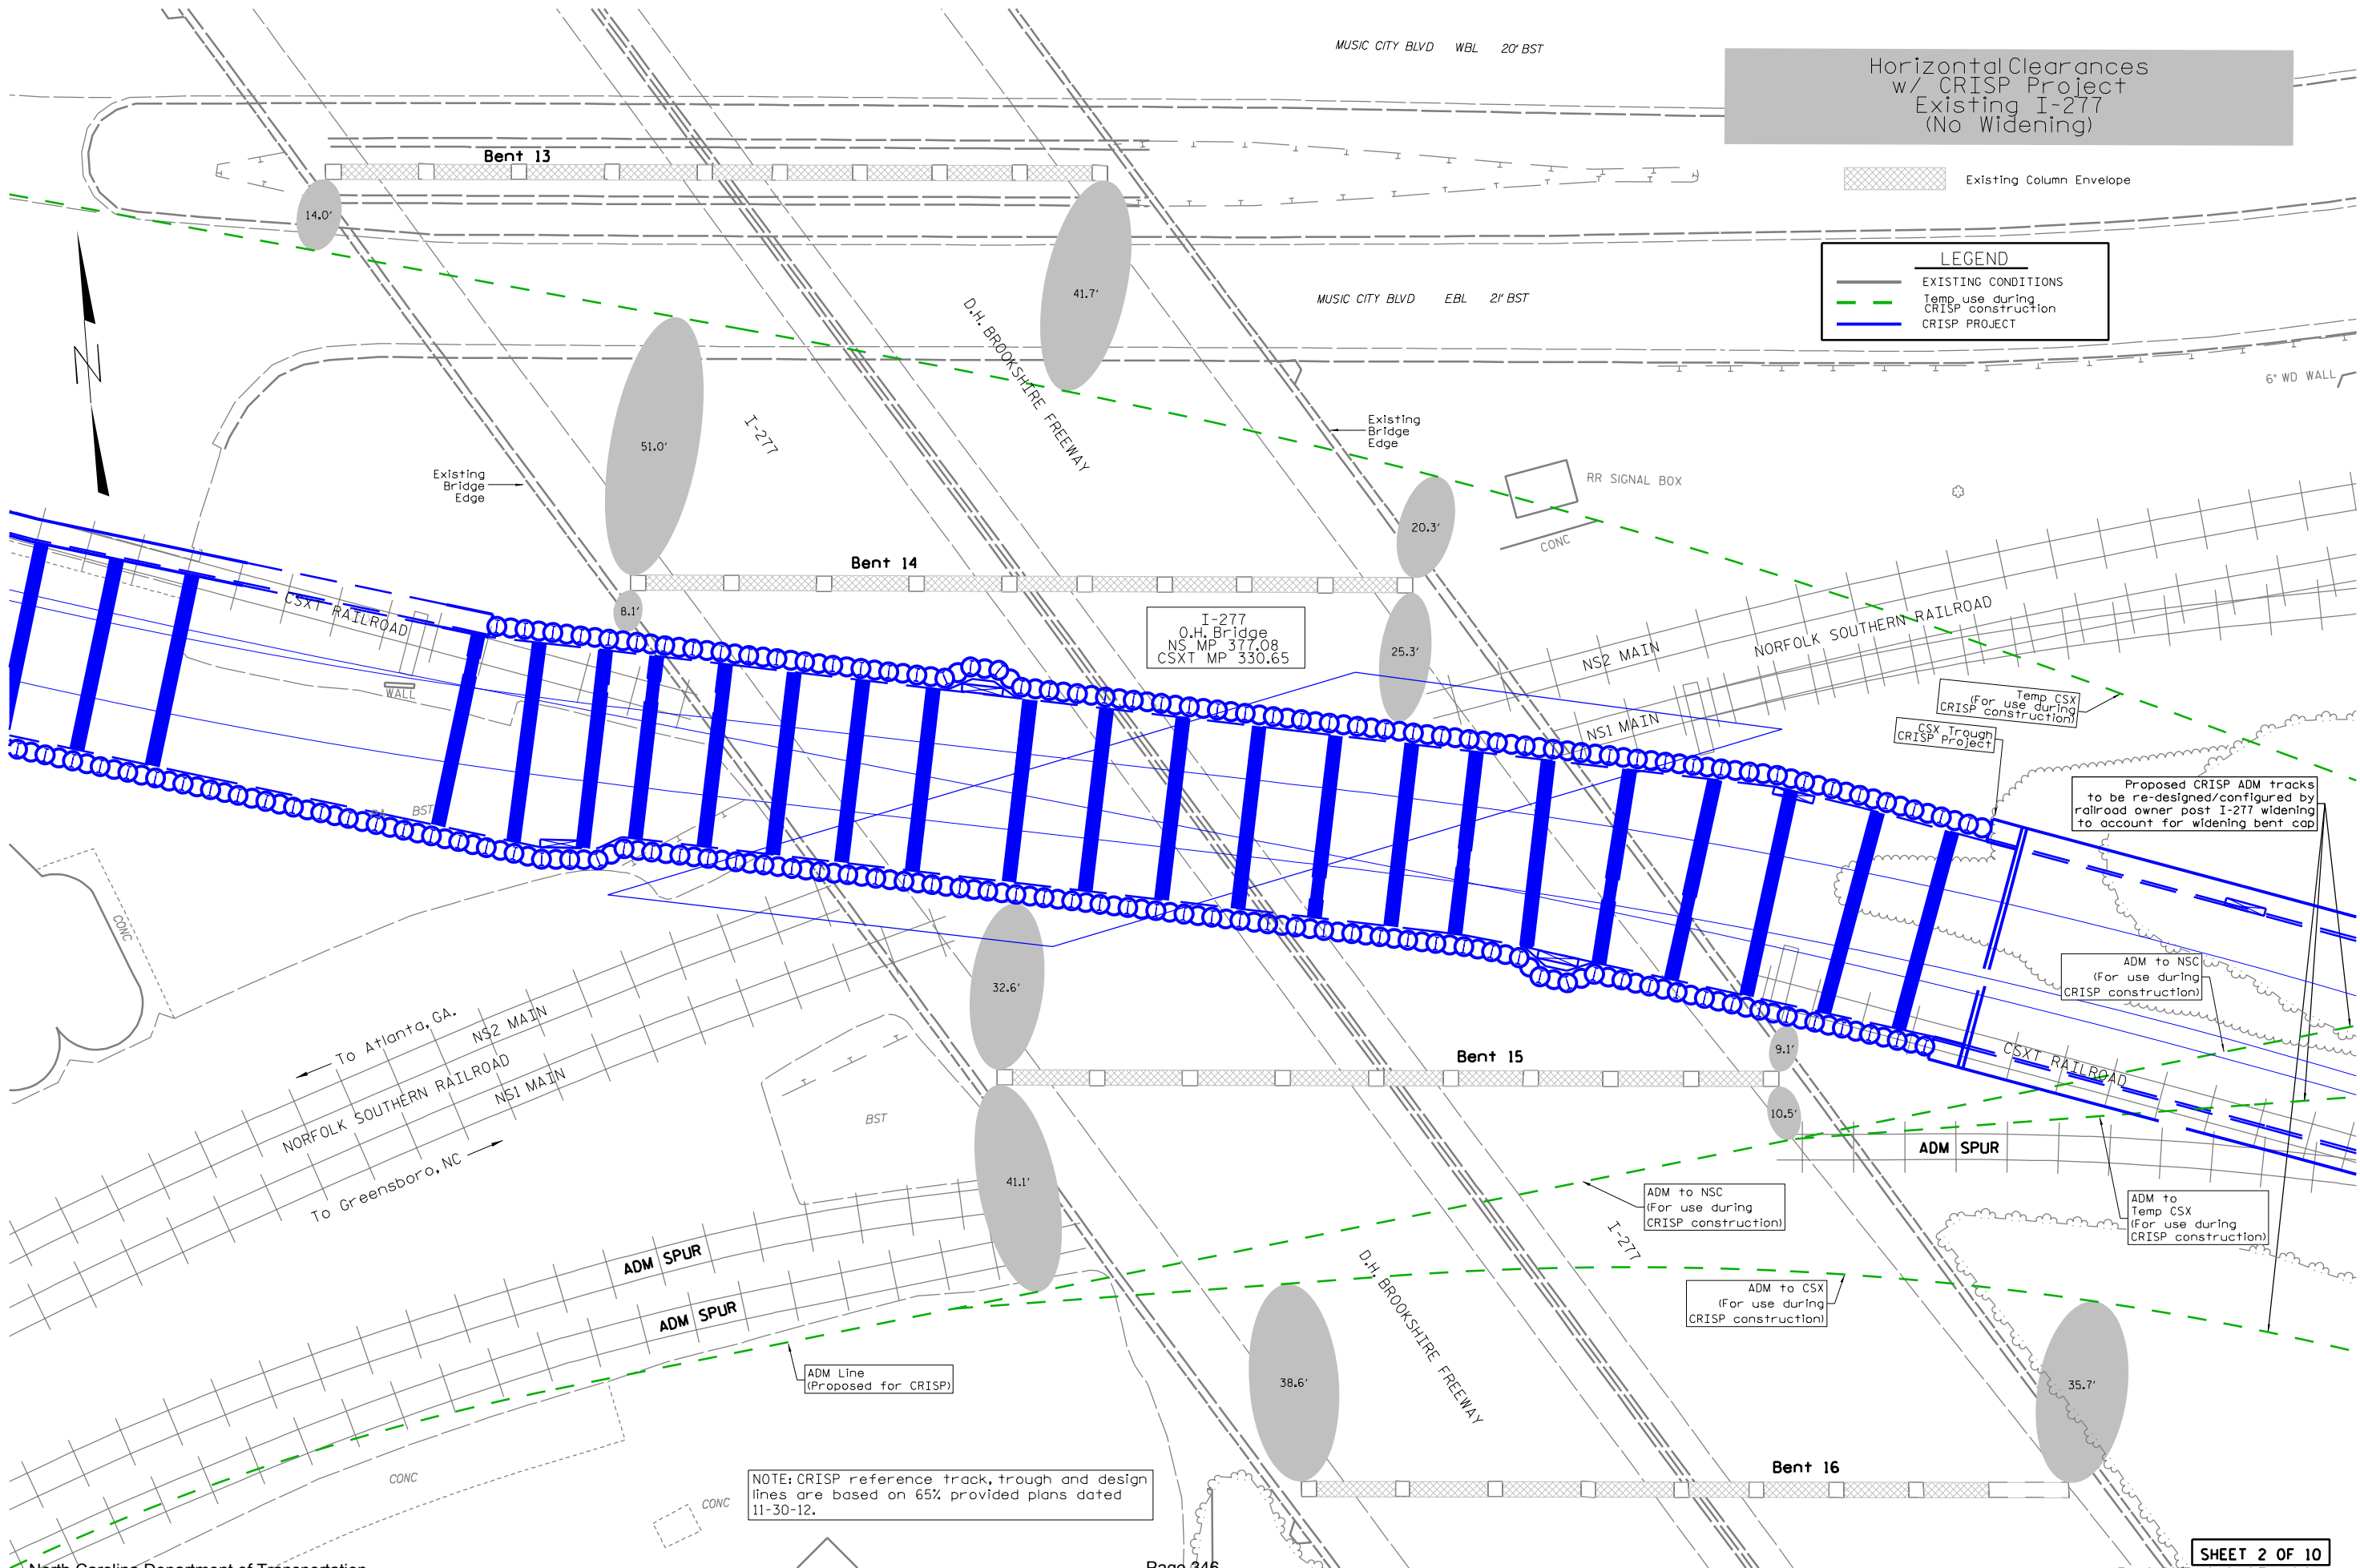 MUSIC CITY BLVD WBL 20' BST
Horizontal Clearances
w/ CRISP Project
Existing I-277
(No Widening)
Existing Column Envelope
Bent 13
14.0'
41.7'
LEGEND
EXISTING CONDITIONS
Temp use during
CRISP construction
CRISP PROJECT
MUSIC CITY BLVD EBL 21' BST
D.H. BROOKSHIRE FREEWAY
I-277
6" WD WALL
51.0'
Existing
Bridge
Edge
Existing
Bridge
Edge
N
20.3'
RR SIGNAL BOX
CONC
Bent 14
8.1'
CSXT RAILROAD
WALL
I-277
O.H. Bridge
NS MP 377.08
CSXT MP 330.65
25.3'
NS2 MAIN
NORFOLK SOUTHERN RAILROAD
NS1 MAIN
Temp CSX
(For use during
CRISP construction)
CSX Trough
CRISP Project
Proposed CRISP ADM tracks
to be re-designed/configured by
railroad owner post I-277 widening
to account for widening bent cap
BST
CONC
ADM to NSC
(For use during
CRISP construction)
32.6'
To Atlanta, GA.
NS2 MAIN
NORFOLK SOUTHERN RAILROAD
NS1 MAIN
To Greensboro, NC
Bent 15
9.1'
10.5'
CSXT RAILROAD
BST
ADM SPUR
41.1'
ADM to NSC
(For use during
CRISP construction)
ADM to
Temp CSX
(For use during
CRISP construction)
I-277
ADM SPUR
ADM SPUR
D.H. BROOKSHIRE FREEWAY
ADM to CSX
(For use during
CRISP construction)
ADM Line
(Proposed for CRISP)
38.6'
35.7'
Bent 16
CONC
CONC
NOTE: CRISP reference track, trough and design
lines are based on 65% provided plans dated
11-30-12.
SHEET 2 OF 10
North Carolina Department of Transportation
Page 346